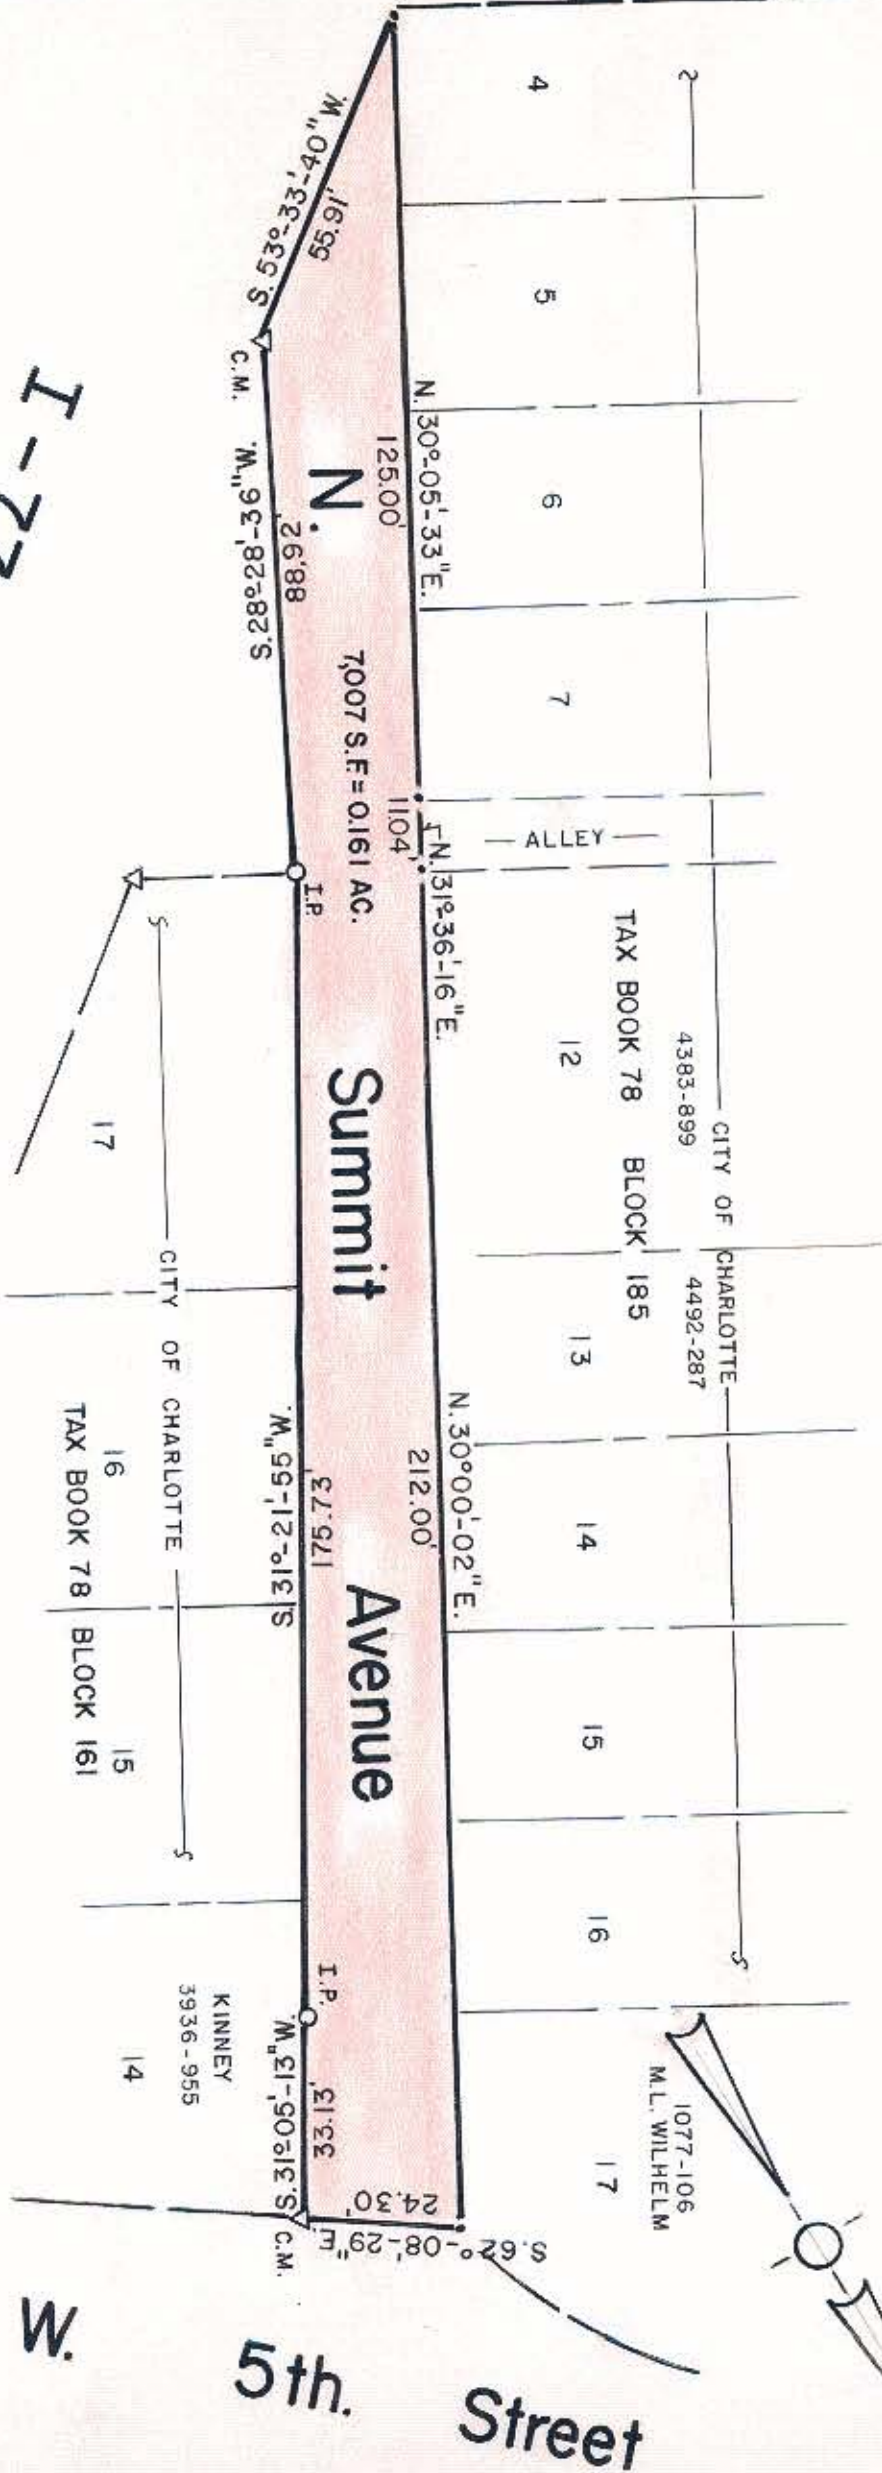 22-I
4
5
6
7
ALLEY
TAX BOOK 78 BLOCK 185
4383-899
CITY OF CHARLOTTE
4492-287
12
13
14
15
16
17
1077-106
M.L. WILHELM
S. 53°-33'-40" W.
55.91'
C.M.
S.28°-28'-36" W.
88.92'
N. 30°-05'-33" E.
125.00'
11.04'
N. 31°-36'-16" E.
N. 30°00'-02" E.
212.00'
7,007 S.F. = 0.161 AC.
N. Summit Avenue
I.P.
175.73'
S. 31°-21'-55" W.
I.P.
33.13'
S. 31°-05'-13" W.
24.30'
S. 62°-08'-29" E.
C.M.
17
CITY OF CHARLOTTE
16
15
TAX BOOK 78 BLOCK 161
KINNEY
3936-955
14
W. 5th. Street